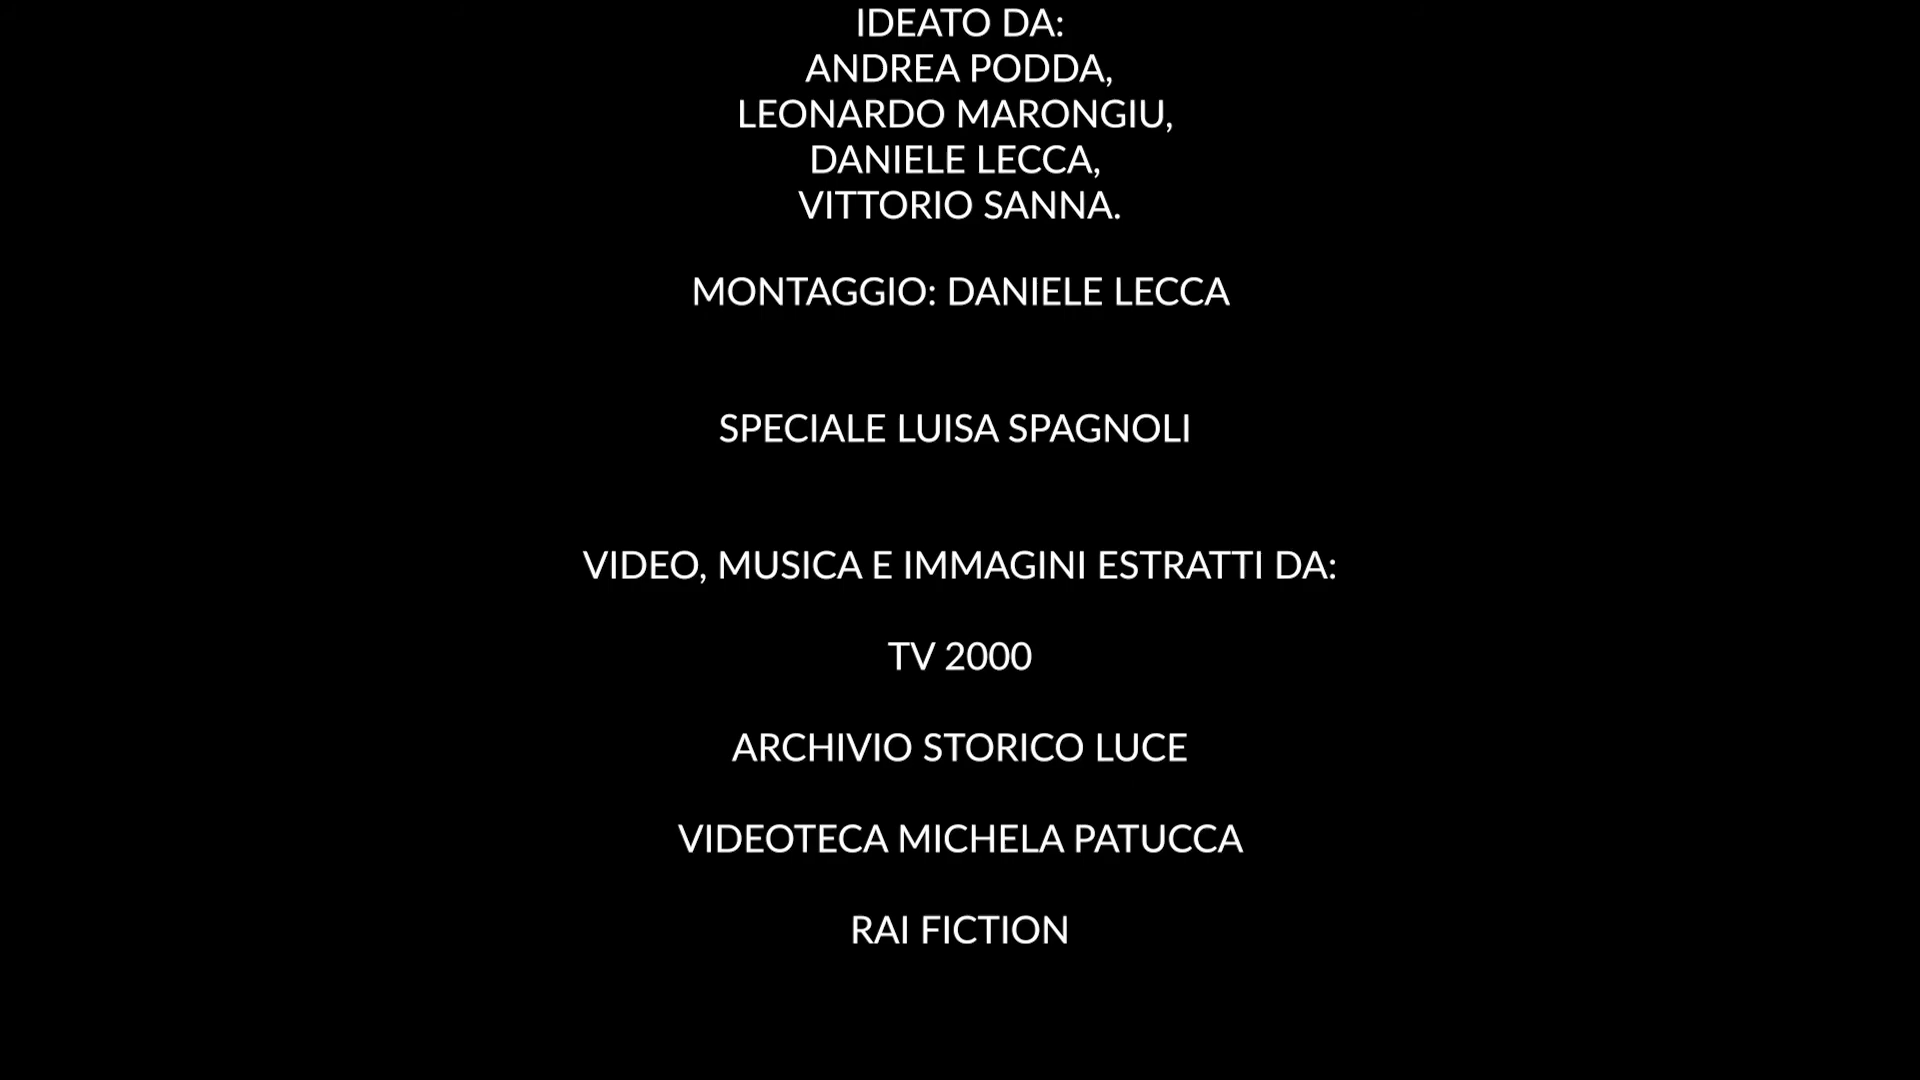 IDEATO DA:
ANDREA PODDA,
LEONARDO MARONGIU,
DANIELE LECCA,
VITTORIO SANNA.
MONTAGGIO: DANIELE LECCA
SPECIALE LUISA SPAGNOLI
VIDEO, MUSICA E IMMAGINI ESTRATTI DA:
TV 2000
ARCHIVIO STORICO LUCE
VIDEOTECA MICHELA PATUCCA
RAI FICTION